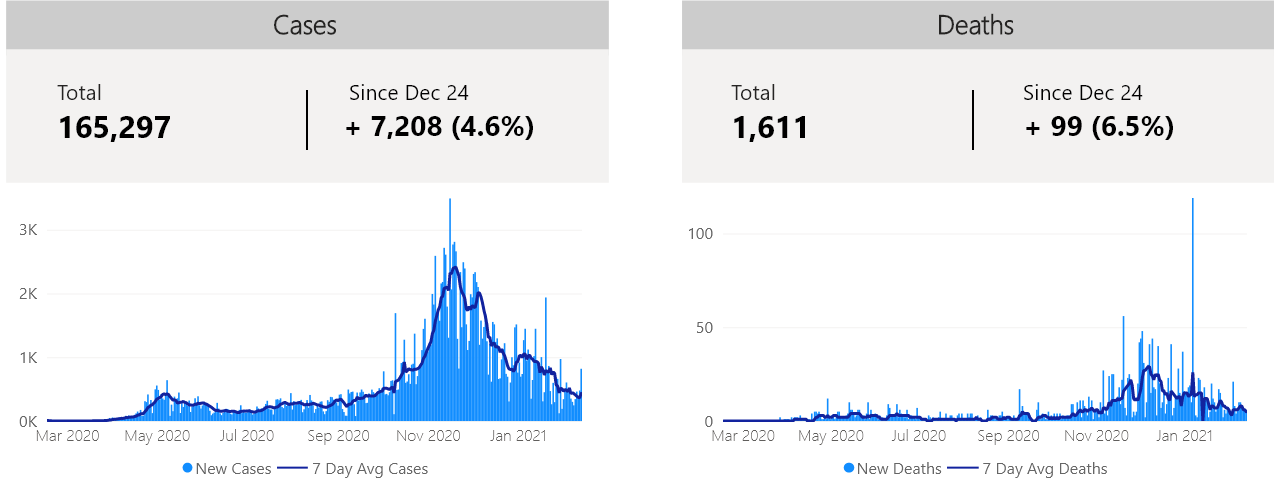 Cases
Total
Since Dec 24
165,297
+ 7,208 (4.6%)
3K
2K
1K
0K
Mar 2020
May 2020
Jul 2020
Sep 2020
Nov 2020
Jan 2021
New Cases
7 Day Avg Cases
Deaths
Total
Since Dec 24
1,611
+ 99 (6.5%)
100
50
0
Mar 2020
May 2020
Jul 2020
Sep 2020
Nov 2020
Jan 2021
New Deaths
7 Day Avg Deaths